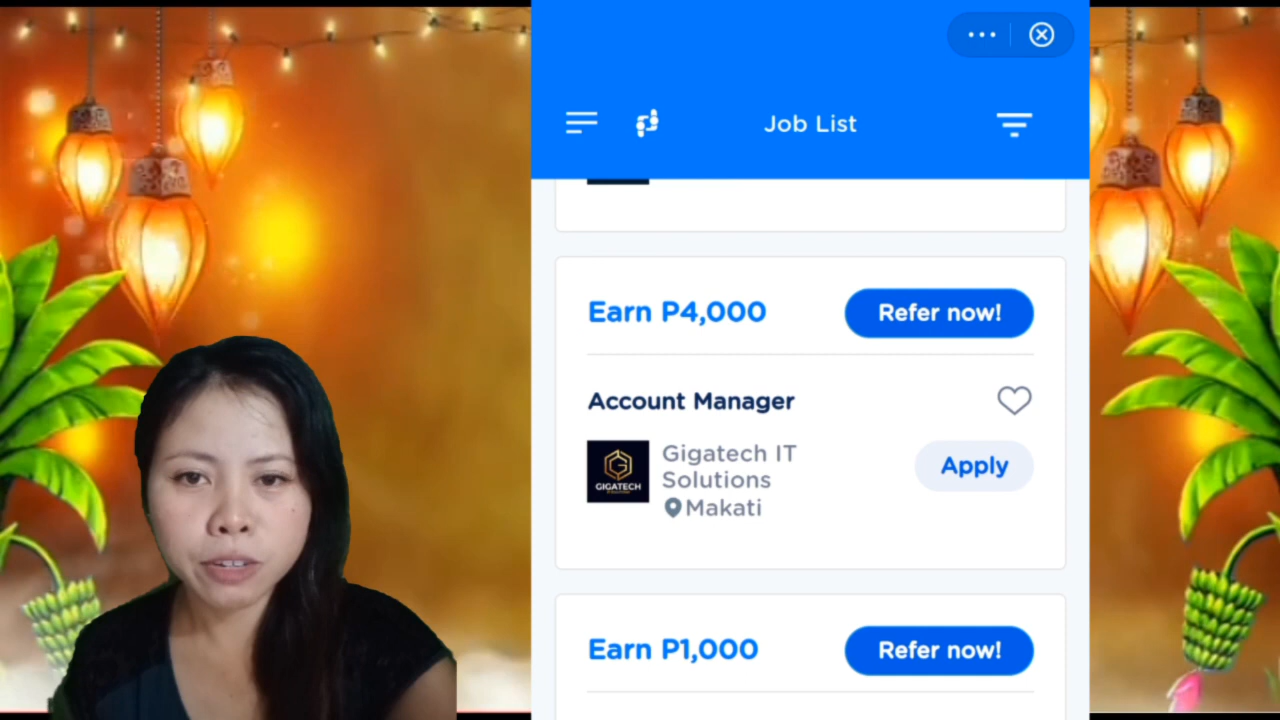 Job List
Earn P4,000
Refer now!
Account Manager
GIGATECH
Gigatech IT
Solutions
Makati
Apply
Earn P1,000
Refer now!